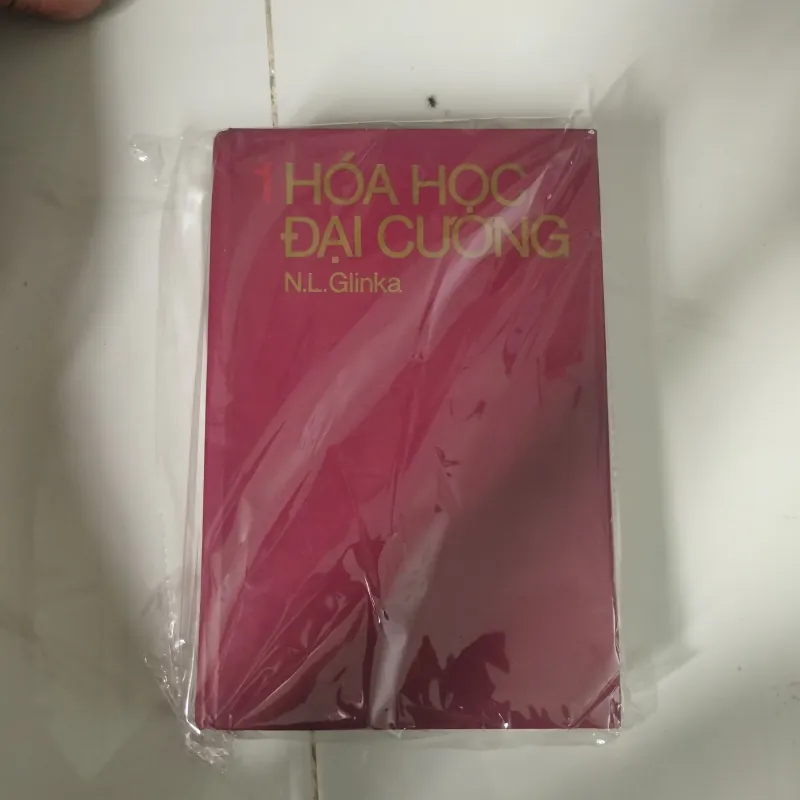 1 HÓA HỌC
ĐẠI CƯƠNG
N.L.Glinka